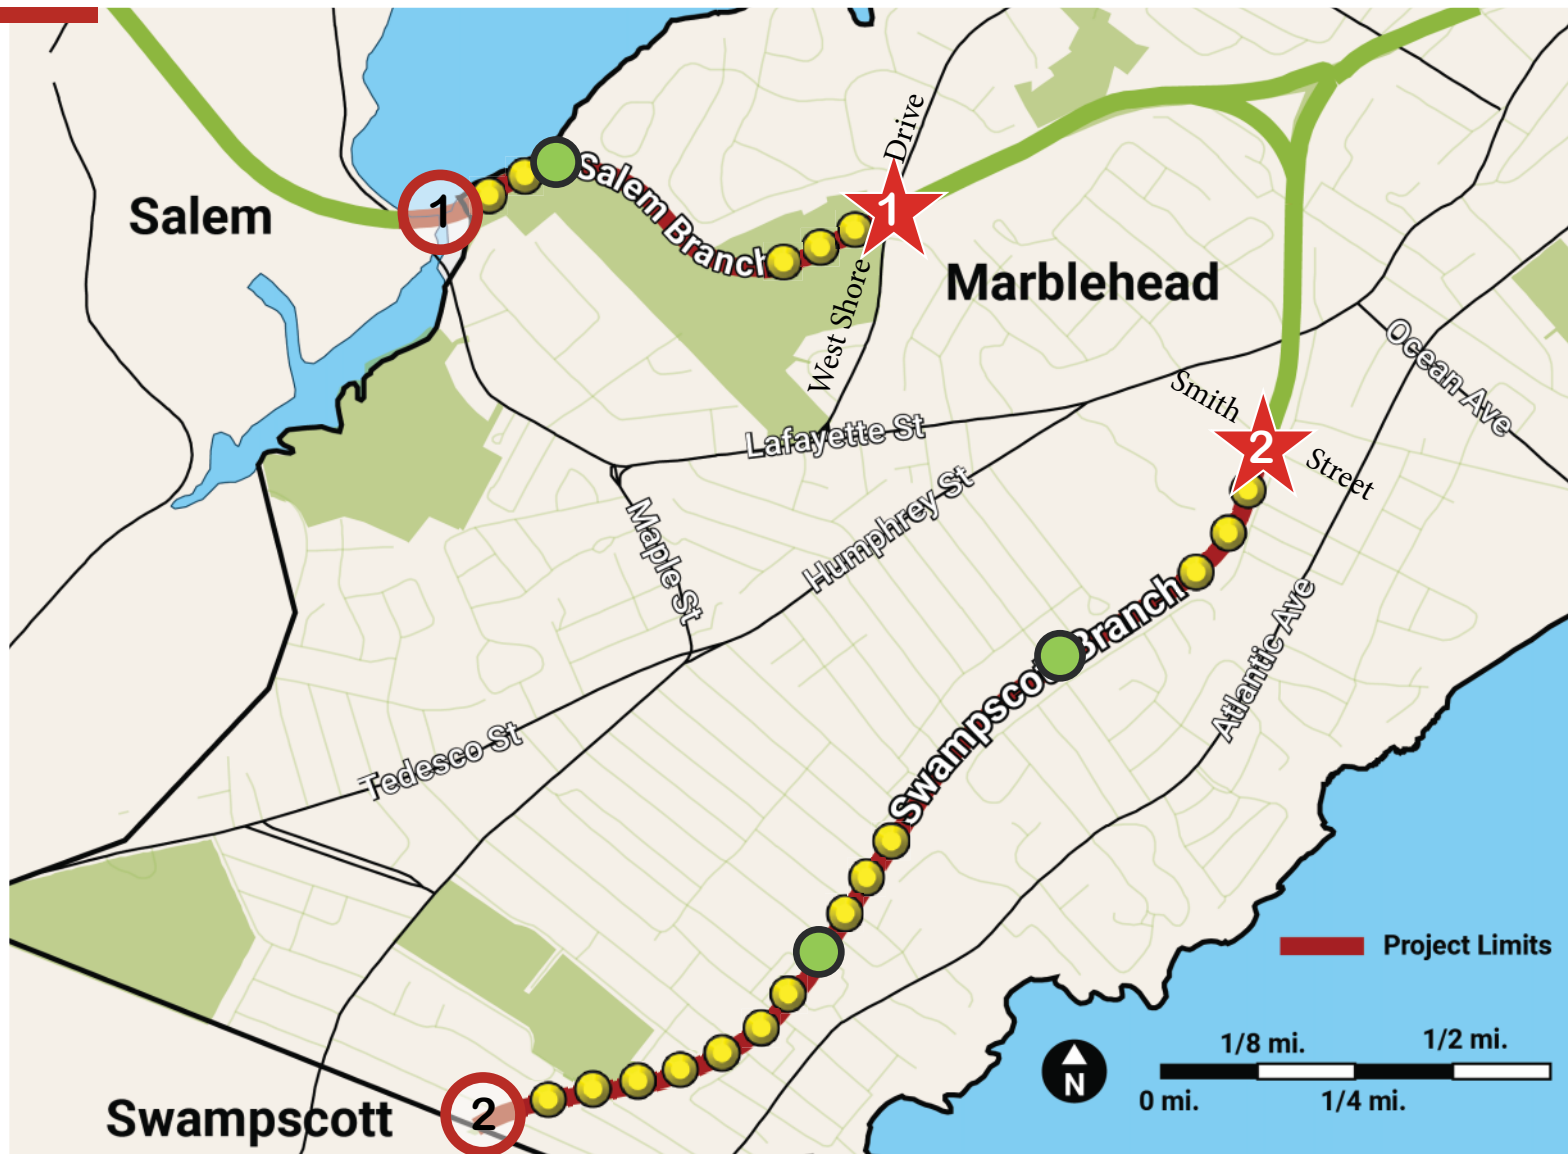 Drive
Salem Branch
1
1
Salem
Marblehead
West Shore
Ocean Ave
Smith
Lafayette St
2
Street
Humphrey St
Maple St
Branch
Atlantic Ave
Swampscot
Tedesco St
Project Limits
1/8 mi.
1/2 mi.
N
0 mi.
1/4 mi.
2
Swampscott